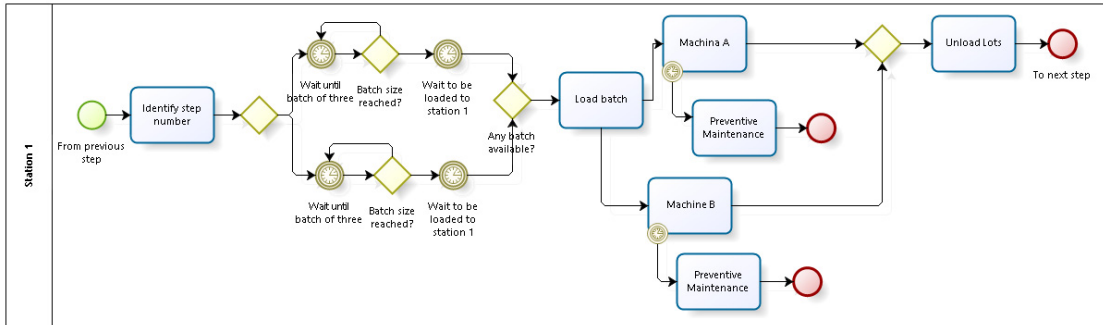 Station 1
From previous
step
Identify step
number
Wait until
batch of three
Batch size
reached?
Wait to be
loaded to
station 1
Wait until
batch of three
Batch size
reached?
Wait to be
loaded to
station 1
Any batch
available?
Load batch
Machina A
Preventive
Maintenance
Machine B
Preventive
Maintenance
Unload Lots
To next step